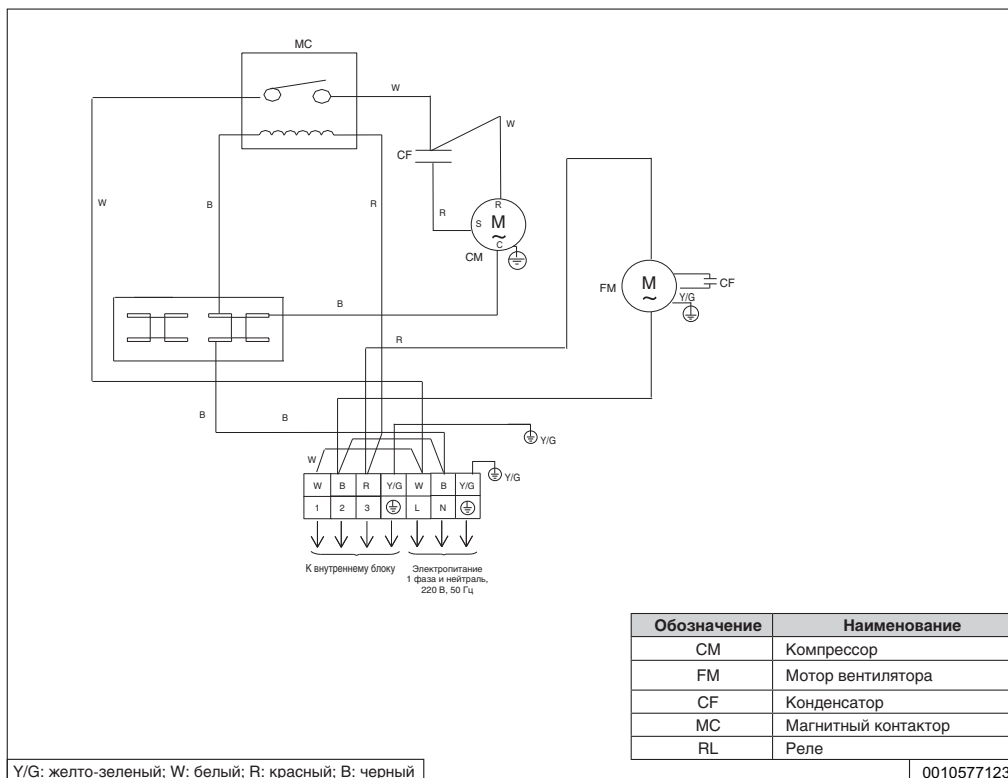 MC
W
W
CF
W
B
R
R
R
S M
~
C
CM
FM
M
~
CF
Y/G
B
R
B
B
W
Y/G
Y/G
W B R Y/G W B Y/G
1 2 3 L N
К внутреннему блоку
Электропитание
1 фаза и нейтраль,
220 В, 50 Гц
Обозначение Наименование
CM Компрессор
FM Мотор вентилятора
CF Конденсатор
MC Магнитный контактор
RL Реле
Y/G: желто-зеленый; W: белый; R: красный; B: черный
0010577123